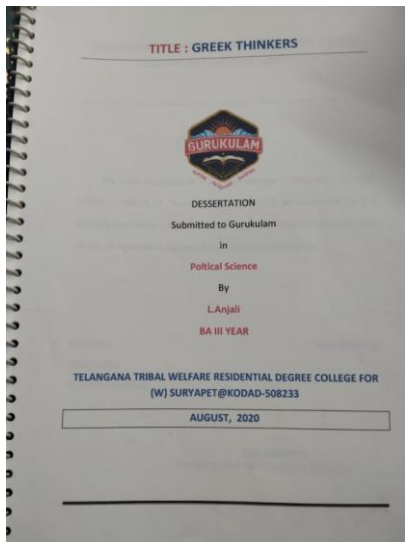 TITLE : GREEK THINKERS
GURUKULAM
DESSERTATION
Submitted to Gurukulam
in
Poltical Science
By
L.Anjali
BA III YEAR
TELANGANA TRIBAL WELFARE RESIDENTIAL DEGREE COLLEGE FOR
(W) SURYAPET@KODAD-508233
AUGUST, 2020